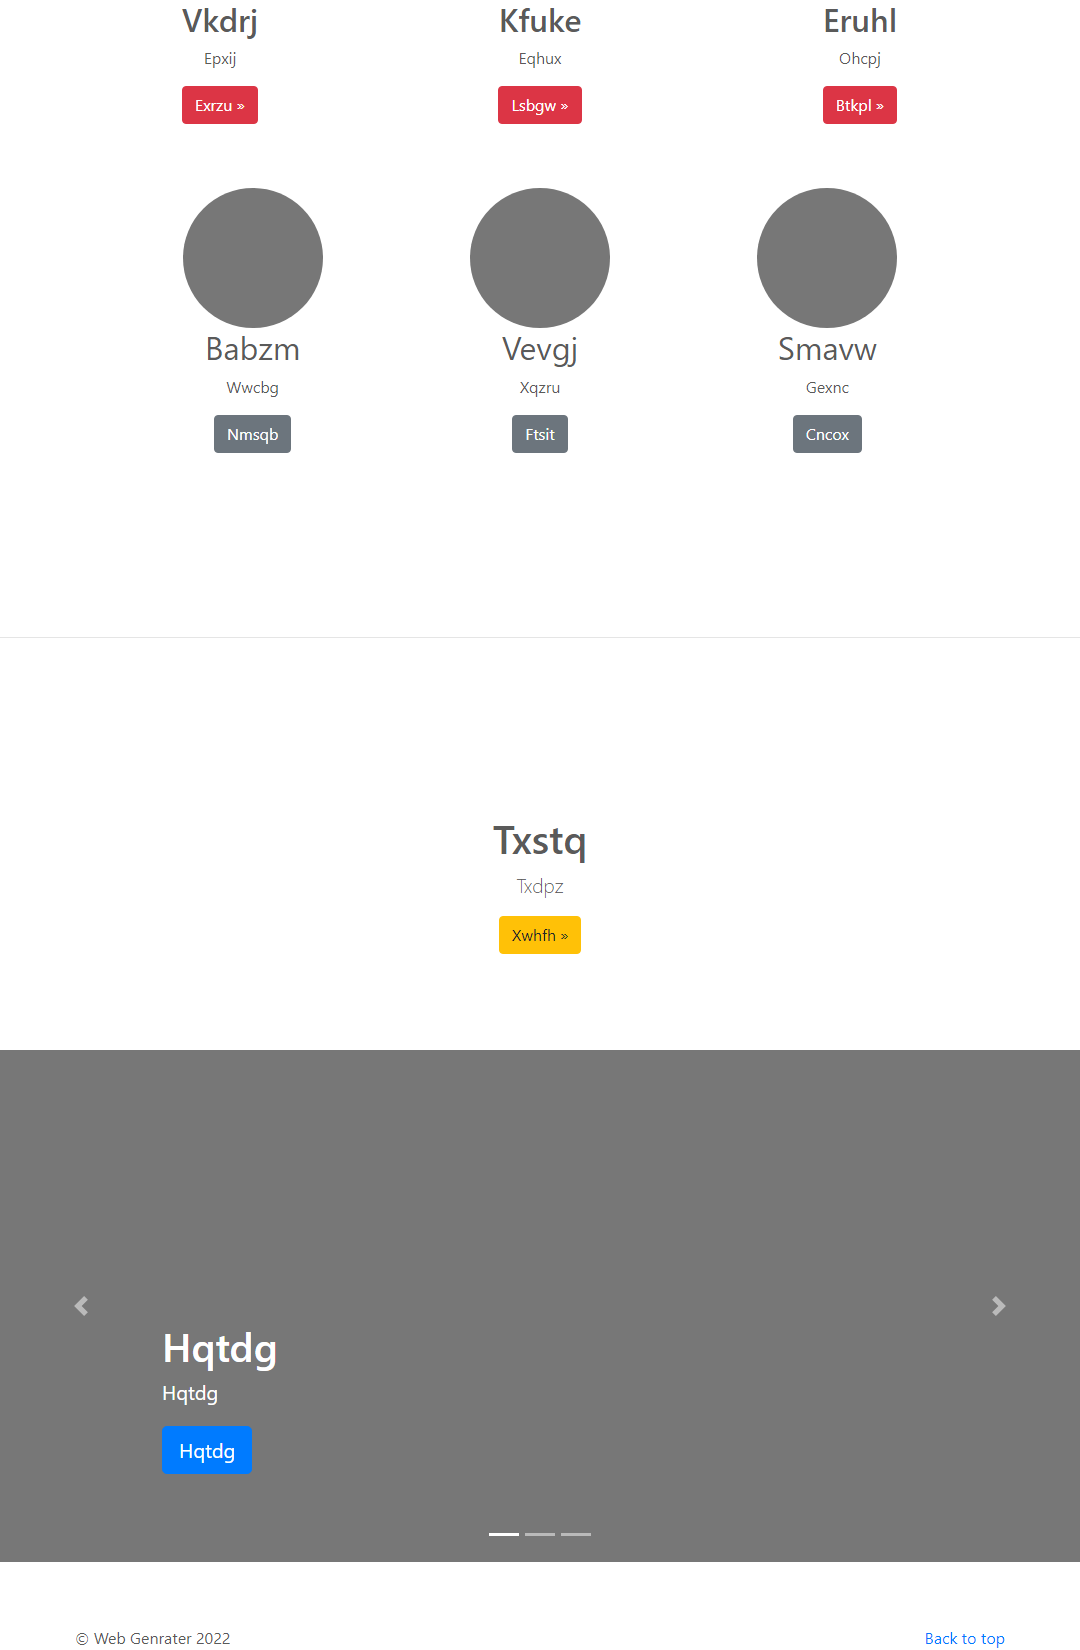 Vkdrj Kfuke Eruhl
Epxij Eqhux Ohcpj
Exrzu » Lsbgw » Btkpl »
Babzm Vevgj Smavw
Wwcbg Xqzru Gexnc
Nmsqb Ftsit Cncox
Txstq
Txdpz
Xwhfh »
Hqtdg
Hqtdg
Hqtdg
© Web Genrater 2022 Back to top